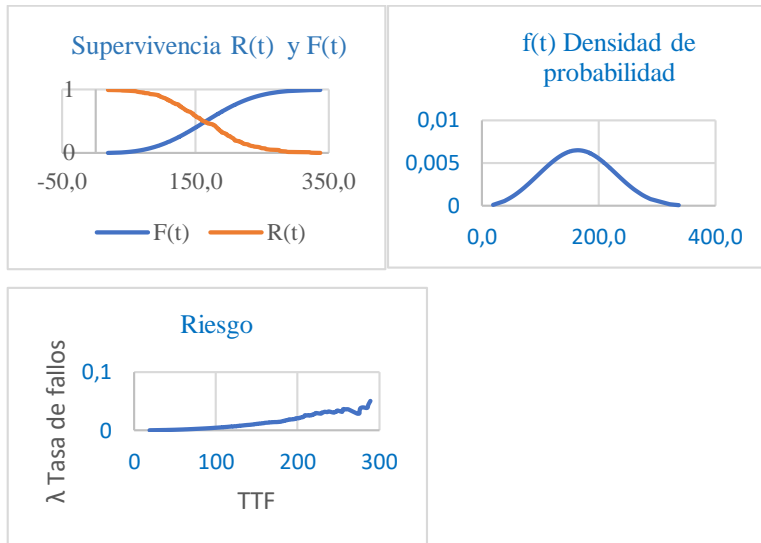 Supervivencia R(t) y F(t)
1
0
-50,0 150,0 350,0
F(t) R(t)
f(t) Densidad de
probabilidad
0,01
0,005
0
0,0 200,0 400,0
Riesgo
λ Tasa de fallos
0,1
0
0 100 200 300
TTF